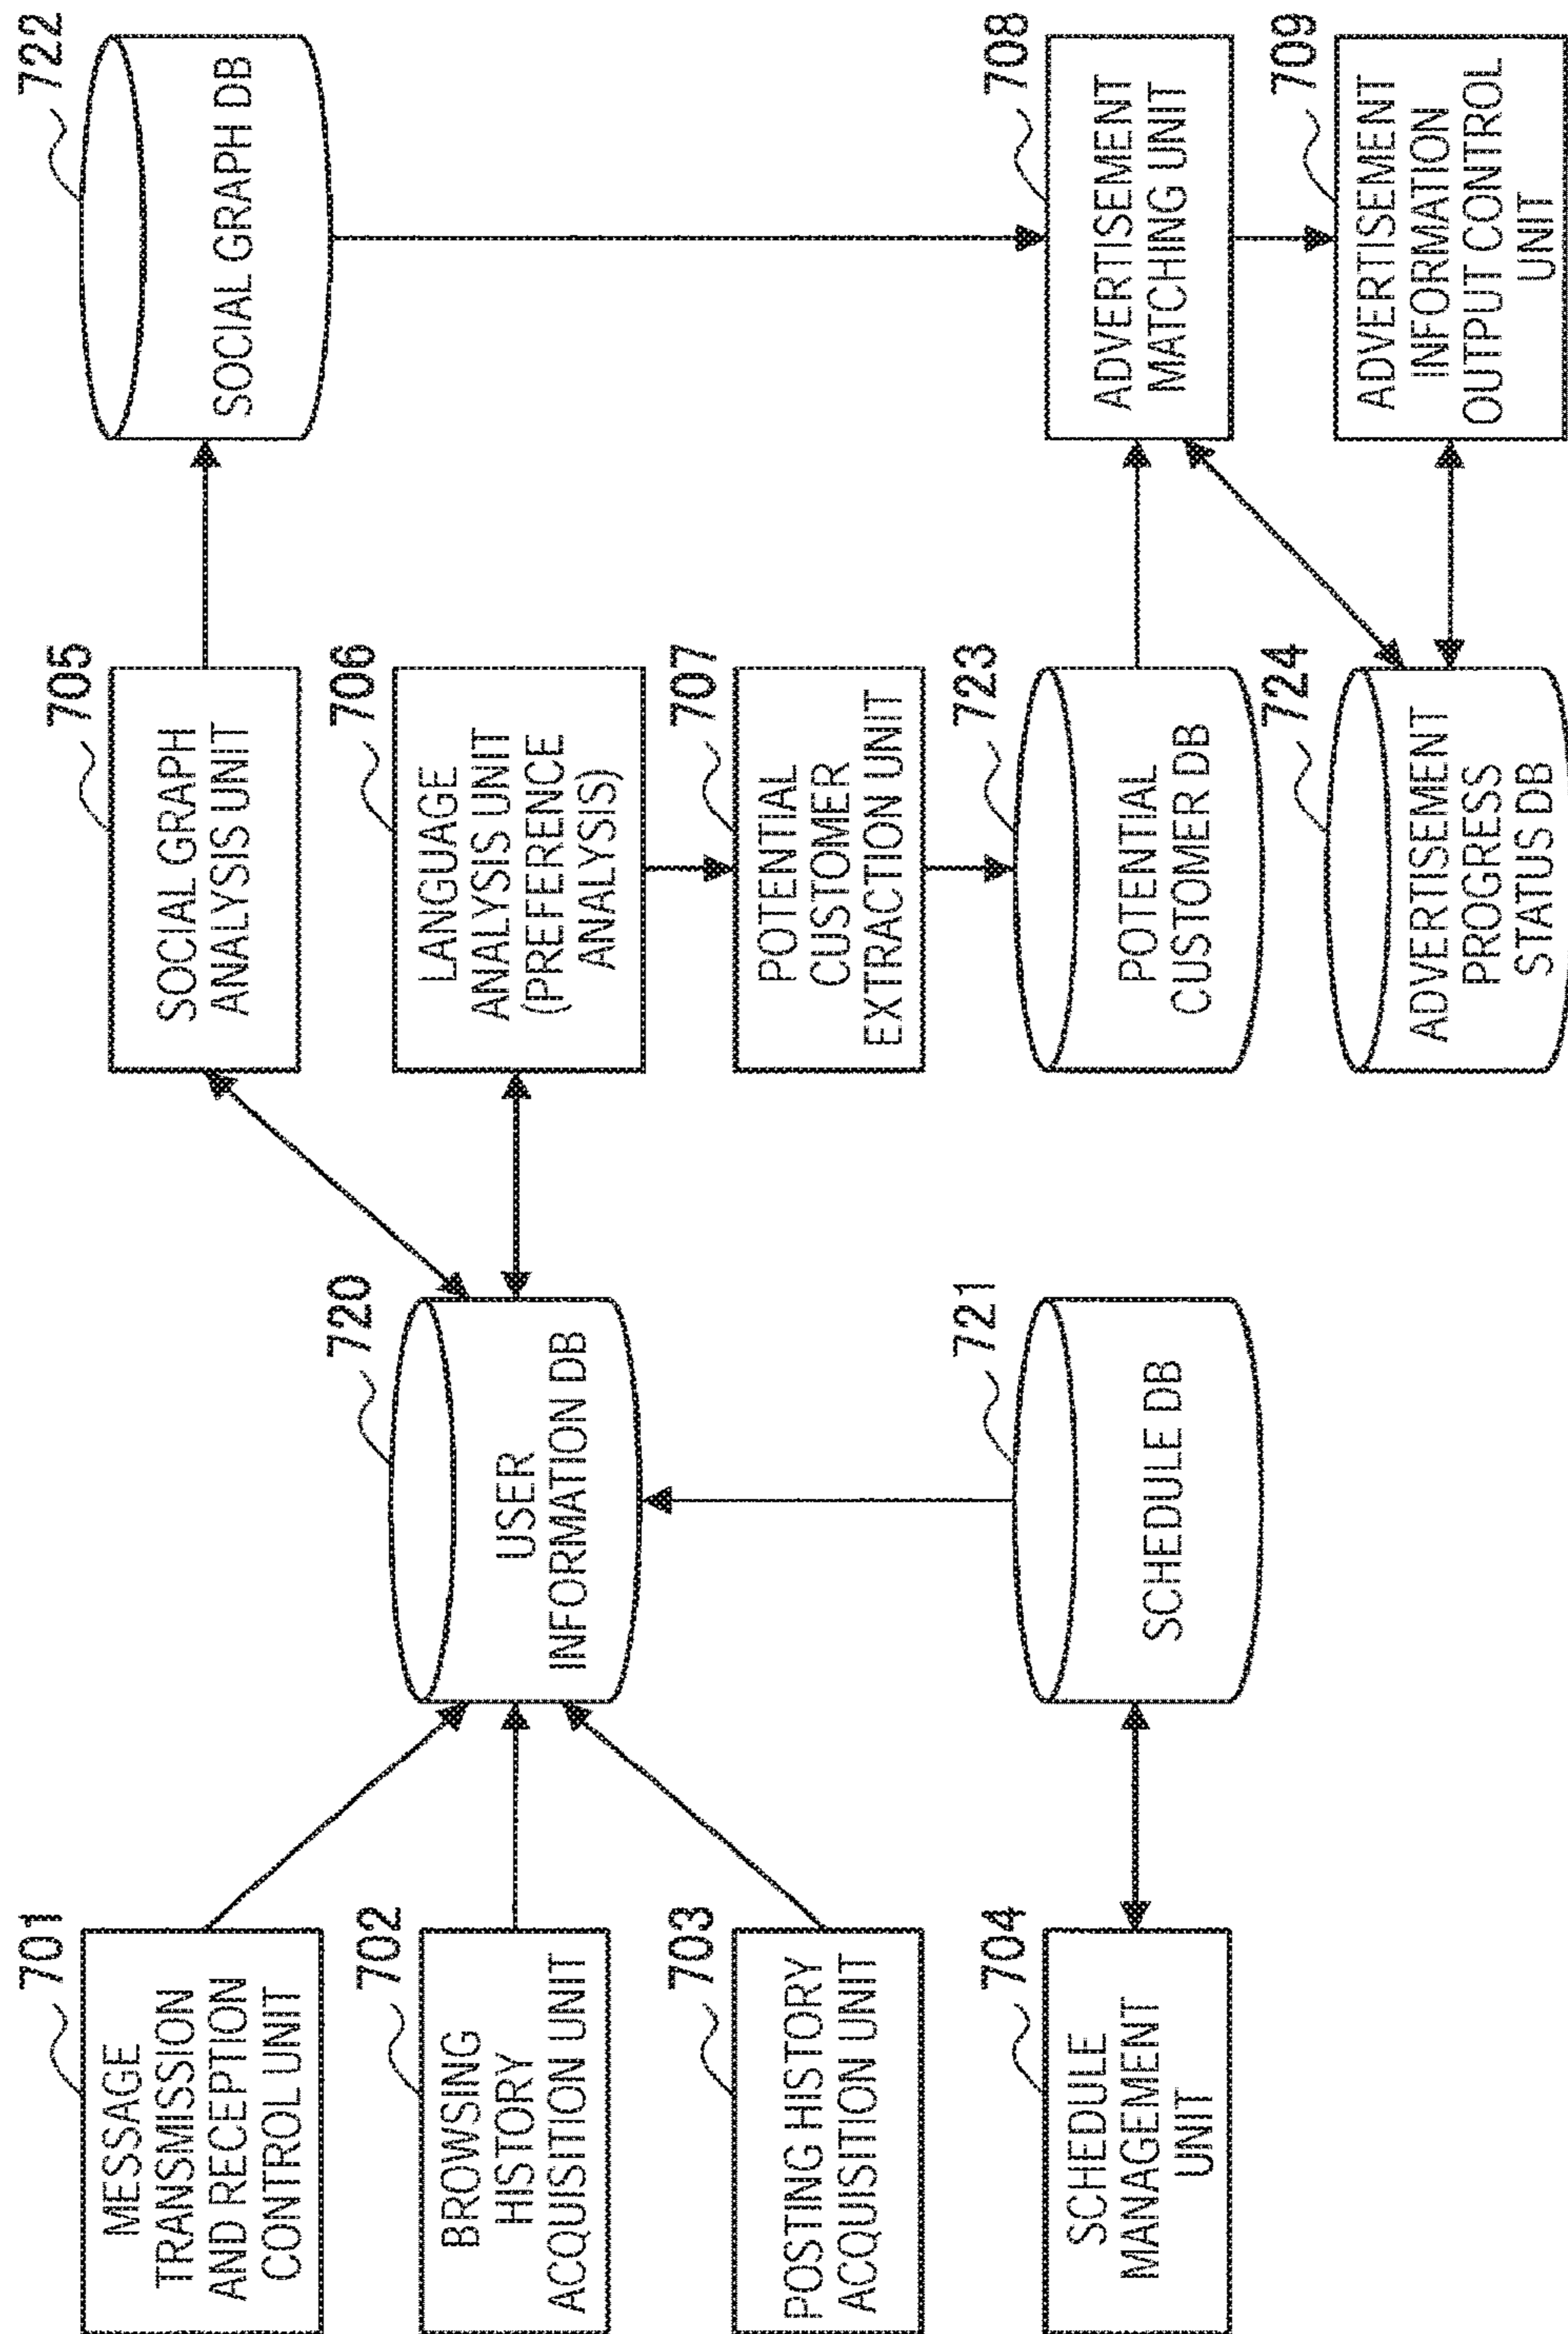 701
MESSAGE
TRANSMISSION
AND RECEPTION
CONTROL UNIT
702
BROWSING
HISTORY
ACQUISITION UNIT
703
POSTING HISTORY
ACQUISITION UNIT
704
SCHEDULE
MANAGEMENT
UNIT
720
USER
INFORMATION DB
721
SCHEDULE DB
705
SOCIAL GRAPH
ANALYSIS UNIT
706
LANGUAGE
ANALYSIS UNIT
(PREFERENCE
ANALYSIS)
707
POTENTIAL
CUSTOMER
EXTRACTION UNIT
723
POTENTIAL
CUSTOMER DB
724
ADVERTISEMENT
PROGRESS
STATUS DB
722
SOCIAL GRAPH DB
708
ADVERTISEMENT
MATCHING UNIT
709
ADVERTISEMENT
INFORMATION
OUTPUT CONTROL
UNIT